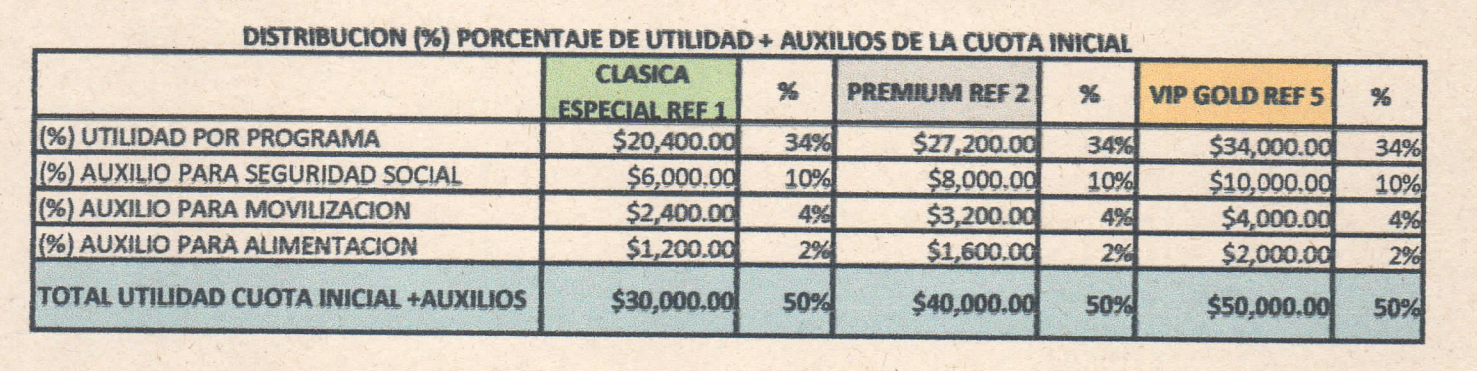 DISTRIBUCION (%) PORCENTAJE DE UTILIDAD + AUXILIOS DE LA CUOTA INICIAL
CLASICA ESPECIAL REF 1 % PREMIUM REF 2 % VIP GOLD REF 5 %
(%) UTILIDAD POR PROGRAMA $20,400.00 34% $27,200.00 34% $34,000.00 34%
(%) AUXILIO PARA SEGURIDAD SOCIAL $6,000.00 10% $8,000.00 10% $10,000.00 10%
(%) AUXILIO PARA MOVILIZACION $2,400.00 4% $3,200.00 4% $4,000.00 4%
(%) AUXILIO PARA ALIMENTACION $1,200.00 2% $1,600.00 2% $2,000.00 2%
TOTAL UTILIDAD CUOTA INICIAL +AUXILIOS $30,000.00 50% $40,000.00 50% $50,000.00 50%